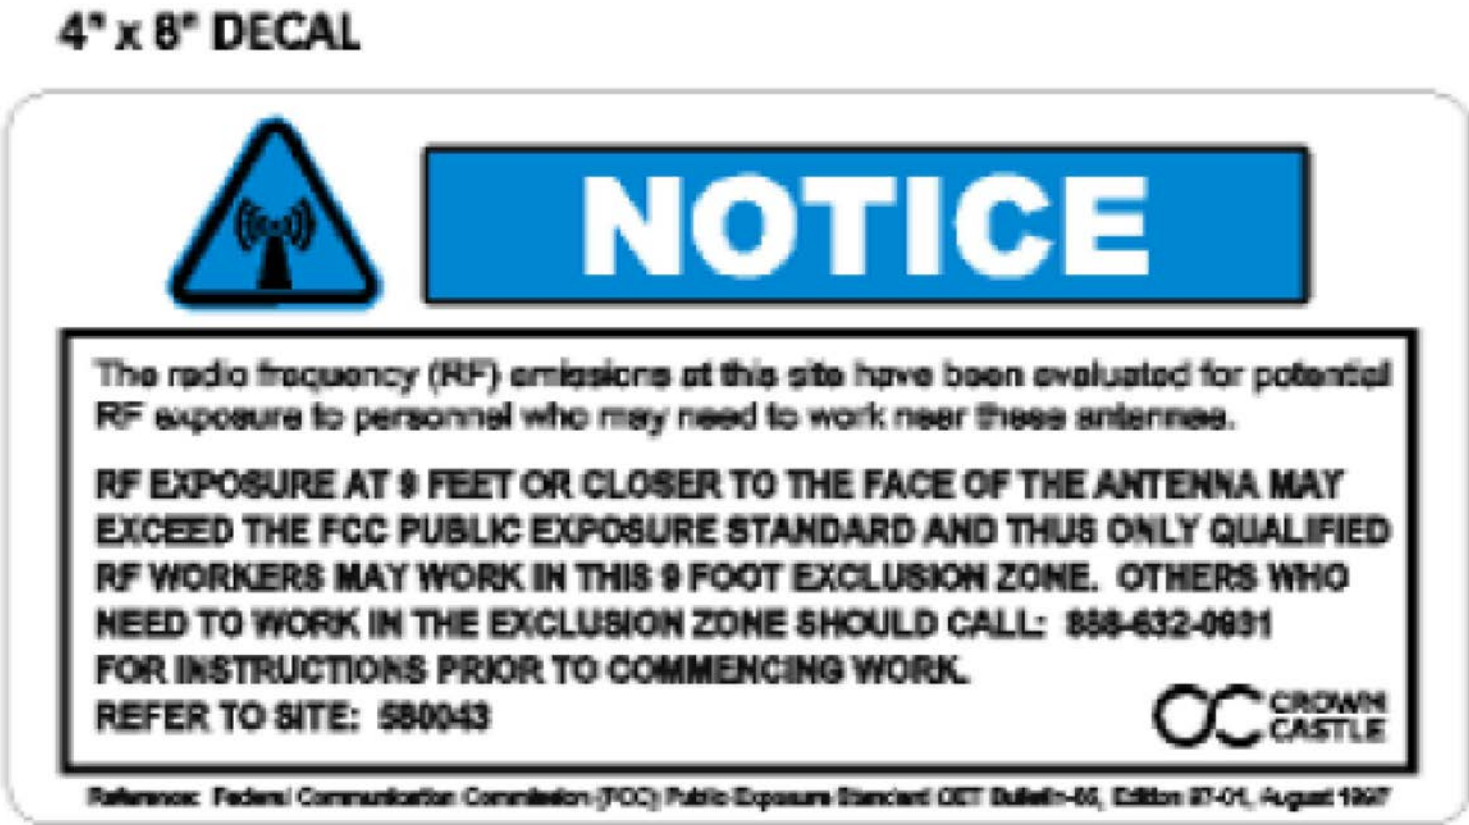 4" x 8" DECAL
NOTICE
The radio frequency (RF) emissions at this site have been evaluated for potential
RF exposure to personnel who may need to work near these antennas.
RF EXPOSURE AT 9 FEET OR CLOSER TO THE FACE OF THE ANTENNA MAY
EXCEED THE FCC PUBLIC EXPOSURE STANDARD AND THUS ONLY QUALIFIED
RF WORKERS MAY WORK IN THIS 9 FOOT EXCLUSION ZONE. OTHERS WHO
NEED TO WORK IN THE EXCLUSION ZONE SHOULD CALL: 858-632-0931
FOR INSTRUCTIONS PRIOR TO COMMENCING WORK.
REFER TO SITE: 580043
CROWN
CASTLE
Reference: Federal Communication Commission (FCC) Public Exposure Standard OET Bulletin-65, Edition 97-01, August 1997